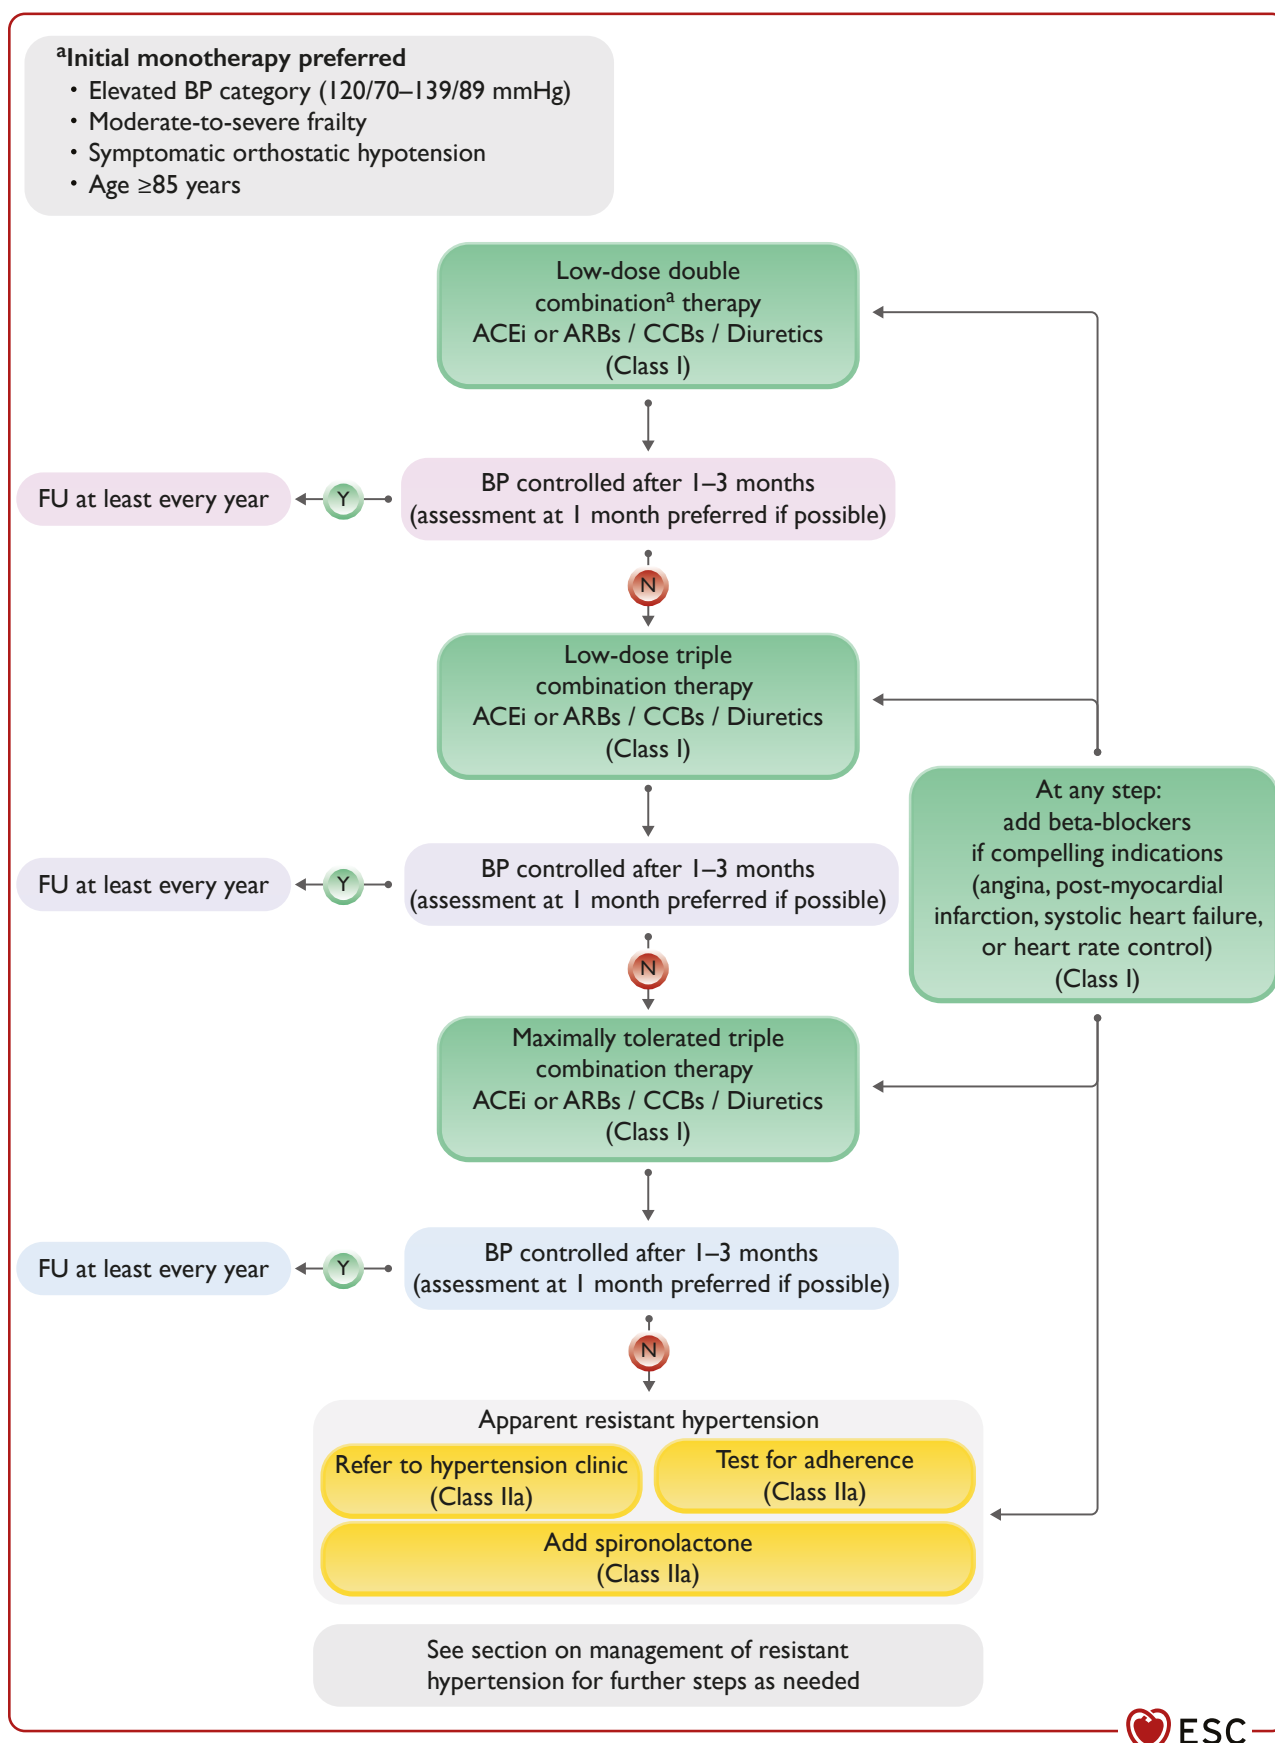 aInitial monotherapy preferred
• Elevated BP category (120/70–139/89 mmHg)
• Moderate-to-severe frailty
• Symptomatic orthostatic hypotension
• Age ≥85 years
Low-dose double
combinationa therapy
ACEi or ARBs / CCBs / Diuretics
(Class I)
FU at least every year
Y
BP controlled after 1–3 months
(assessment at 1 month preferred if possible)
N
Low-dose triple
combination therapy
ACEi or ARBs / CCBs / Diuretics
(Class I)
At any step:
add beta-blockers
if compelling indications
(angina, post-myocardial
infarction, systolic heart failure,
or heart rate control)
(Class I)
FU at least every year
Y
BP controlled after 1–3 months
(assessment at 1 month preferred if possible)
N
Maximally tolerated triple
combination therapy
ACEi or ARBs / CCBs / Diuretics
(Class I)
FU at least every year
Y
BP controlled after 1–3 months
(assessment at 1 month preferred if possible)
N
Apparent resistant hypertension
Refer to hypertension clinic
(Class IIa)
Test for adherence
(Class IIa)
Add spironolactone
(Class IIa)
See section on management of resistant
hypertension for further steps as needed
ESC